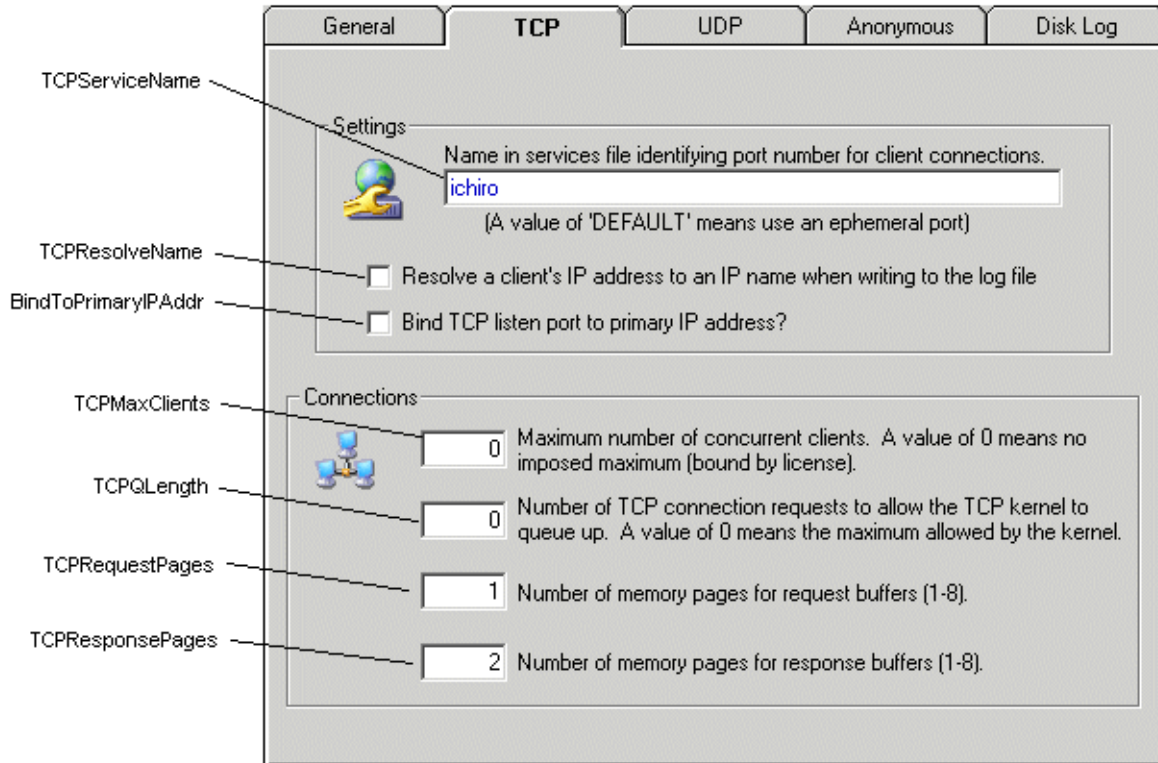 General TCP UDP Anonymous Disk Log
TCPServiceName
Settings
Name in services file identifying port number for client connections.
ichiro
(A value of 'DEFAULT' means use an ephemeral port)
TCPResolveName
Resolve a client's IP address to an IP name when writing to the log file
BindToPrimaryIPAddr
Bind TCP listen port to primary IP address?
Connections
TCPMaxClients
0
Maximum number of concurrent clients. A value of 0 means no
imposed maximum (bound by license).
TCPQLength
0
Number of TCP connection requests to allow the TCP kernel to
queue up. A value of 0 means the maximum allowed by the kernel.
TCPRequestPages
1
Number of memory pages for request buffers (1-8).
TCPResponsePages
2
Number of memory pages for response buffers (1-8).